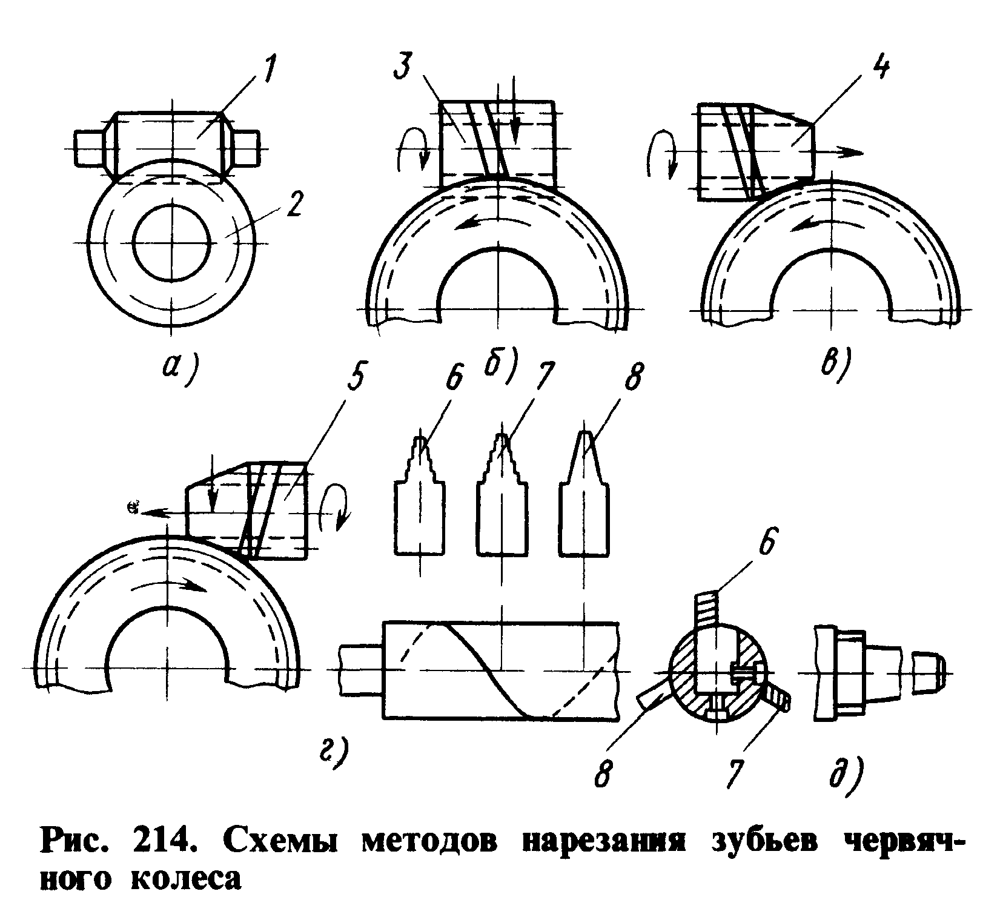 1
3
4
2
а)
б)
в)
5
6
7
8
6
г)
8
7
д)
Рис. 214. Схемы методов нарезания зубьев червяч-
ного колеса